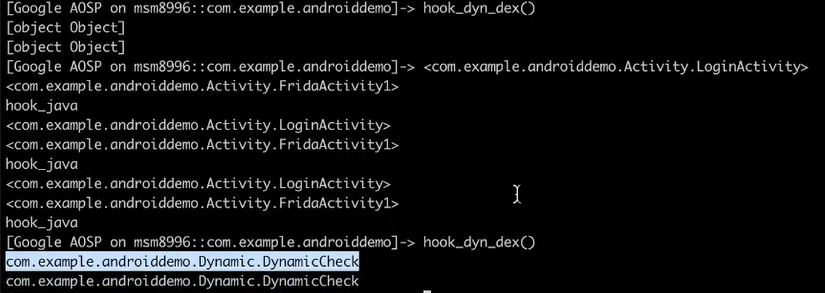 [Google AOSP on msm8996::com.example.androiddemo]-> hook_dyn_dex()
[object Object]
[object Object]
[Google AOSP on msm8996::com.example.androiddemo]-> <com.example.androiddemo.Activity.LoginActivity>
<com.example.androiddemo.Activity.FridaActivity1>
hook_java
<com.example.androiddemo.Activity.LoginActivity>
<com.example.androiddemo.Activity.FridaActivity1>
hook_java
<com.example.androiddemo.Activity.LoginActivity>
<com.example.androiddemo.Activity.FridaActivity1>
hook_java
[Google AOSP on msm8996::com.example.androiddemo]-> hook_dyn_dex()
com.example.androiddemo.Dynamic.DynamicCheck
com.example.androiddemo.Dynamic.DynamicCheck